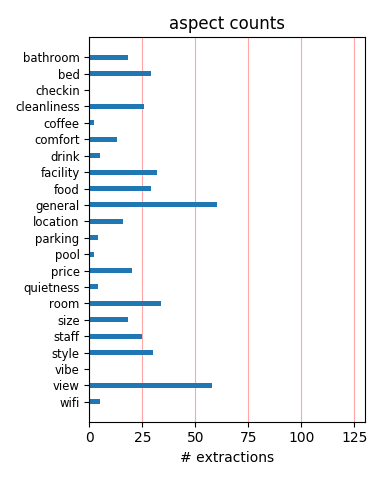 aspect counts
bathroom
bed
checkin
cleanliness
coffee
comfort
drink
facility
food
general
location
parking
pool
price
quietness
room
size
staff
style
vibe
view
wifi
0 25 50 75 100 125
# extractions